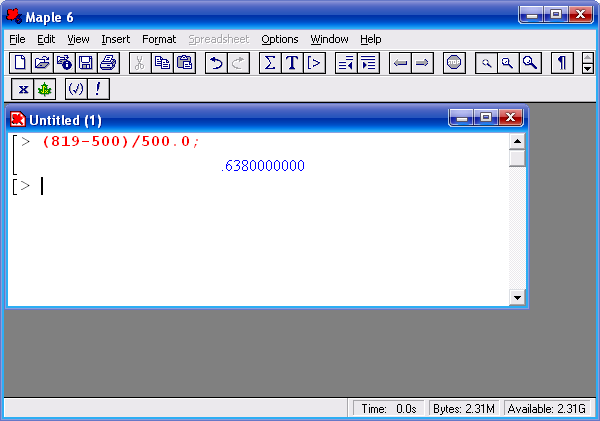 Maple 6
File Edit View Insert Format Spreadsheet Options Window Help
Σ T [>
STOP
¶
x (√) !
Untitled (1)
[> (819-500)/500.0;
.6380000000
[>
Time: 0.0s Bytes: 2.31M Available: 2.31G